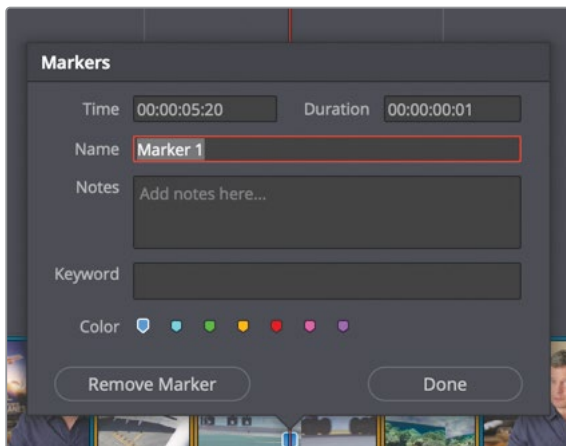 Markers
Time 00:00:05:20 Duration 00:00:00:01
Name Marker 1
Notes Add notes here...
Keyword
Color
Remove Marker Done